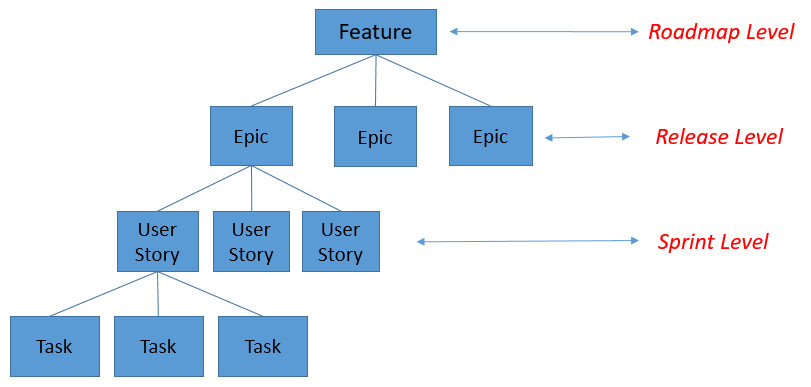 Feature
Roadmap Level
Epic
Epic
Epic
Release Level
User
Story
User
Story
User
Story
Sprint Level
Task
Task
Task